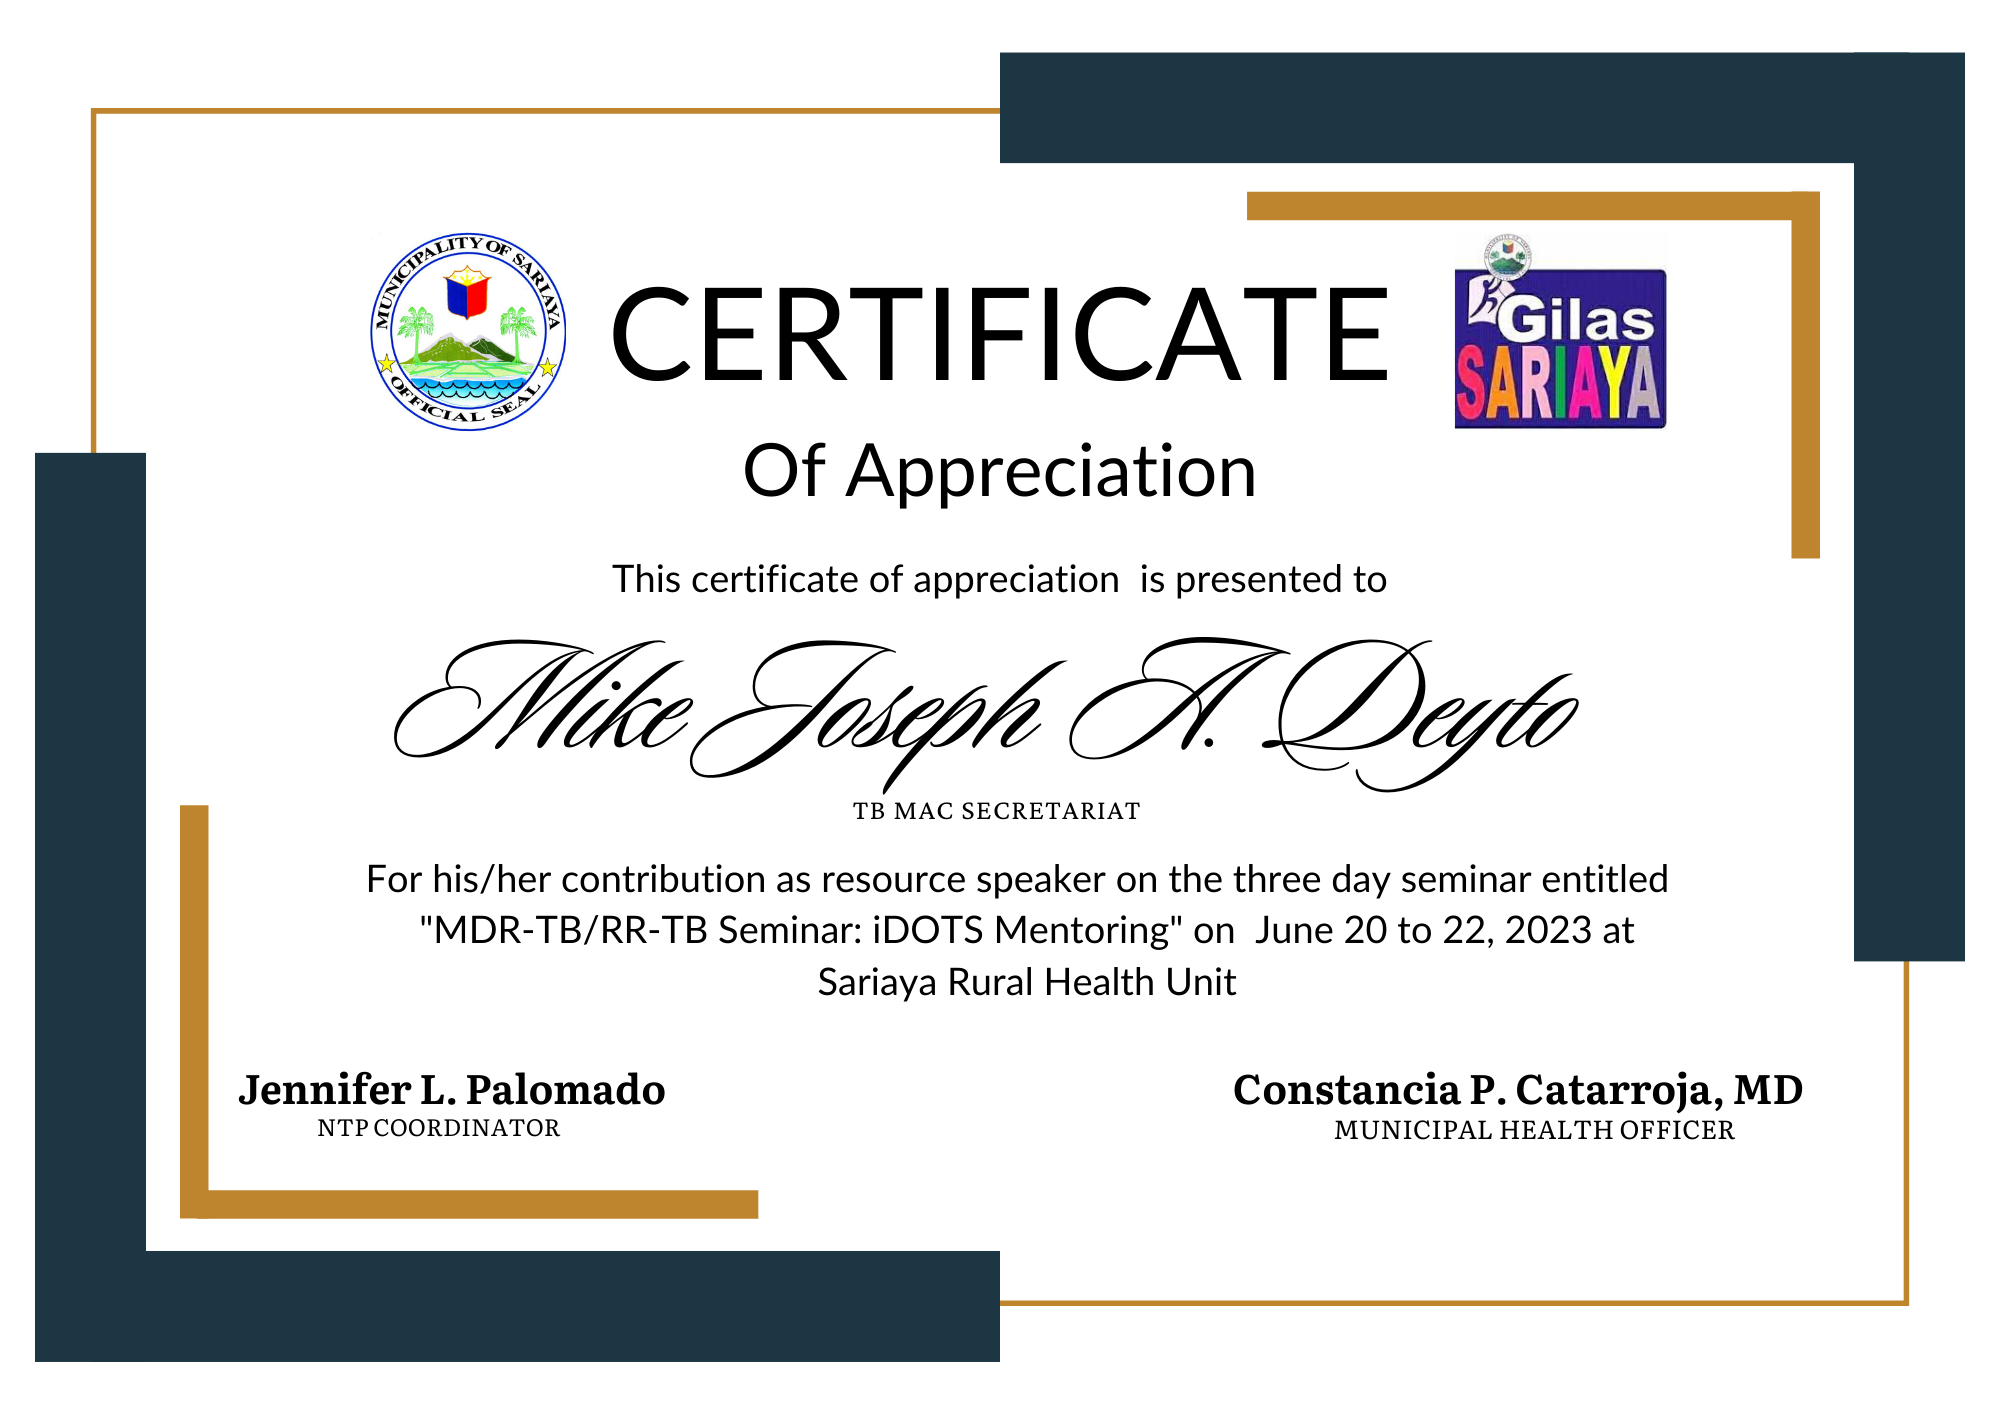 MUNICIPALITY OF SARIAYA
OFFICIAL SEAL
CERTIFICATE
Gilas
SARIAYA
Of Appreciation
This certificate of appreciation  is presented to
Mike Joseph A. Deyto
TB MAC SECRETARIAT
For his/her contribution as resource speaker on the three day seminar entitled
"MDR-TB/RR-TB Seminar: iDOTS Mentoring" on  June 20 to 22, 2023 at
Sariaya Rural Health Unit
Jennifer L. Palomado
NTP COORDINATOR
Constancia P. Catarroja, MD
MUNICIPAL HEALTH OFFICER